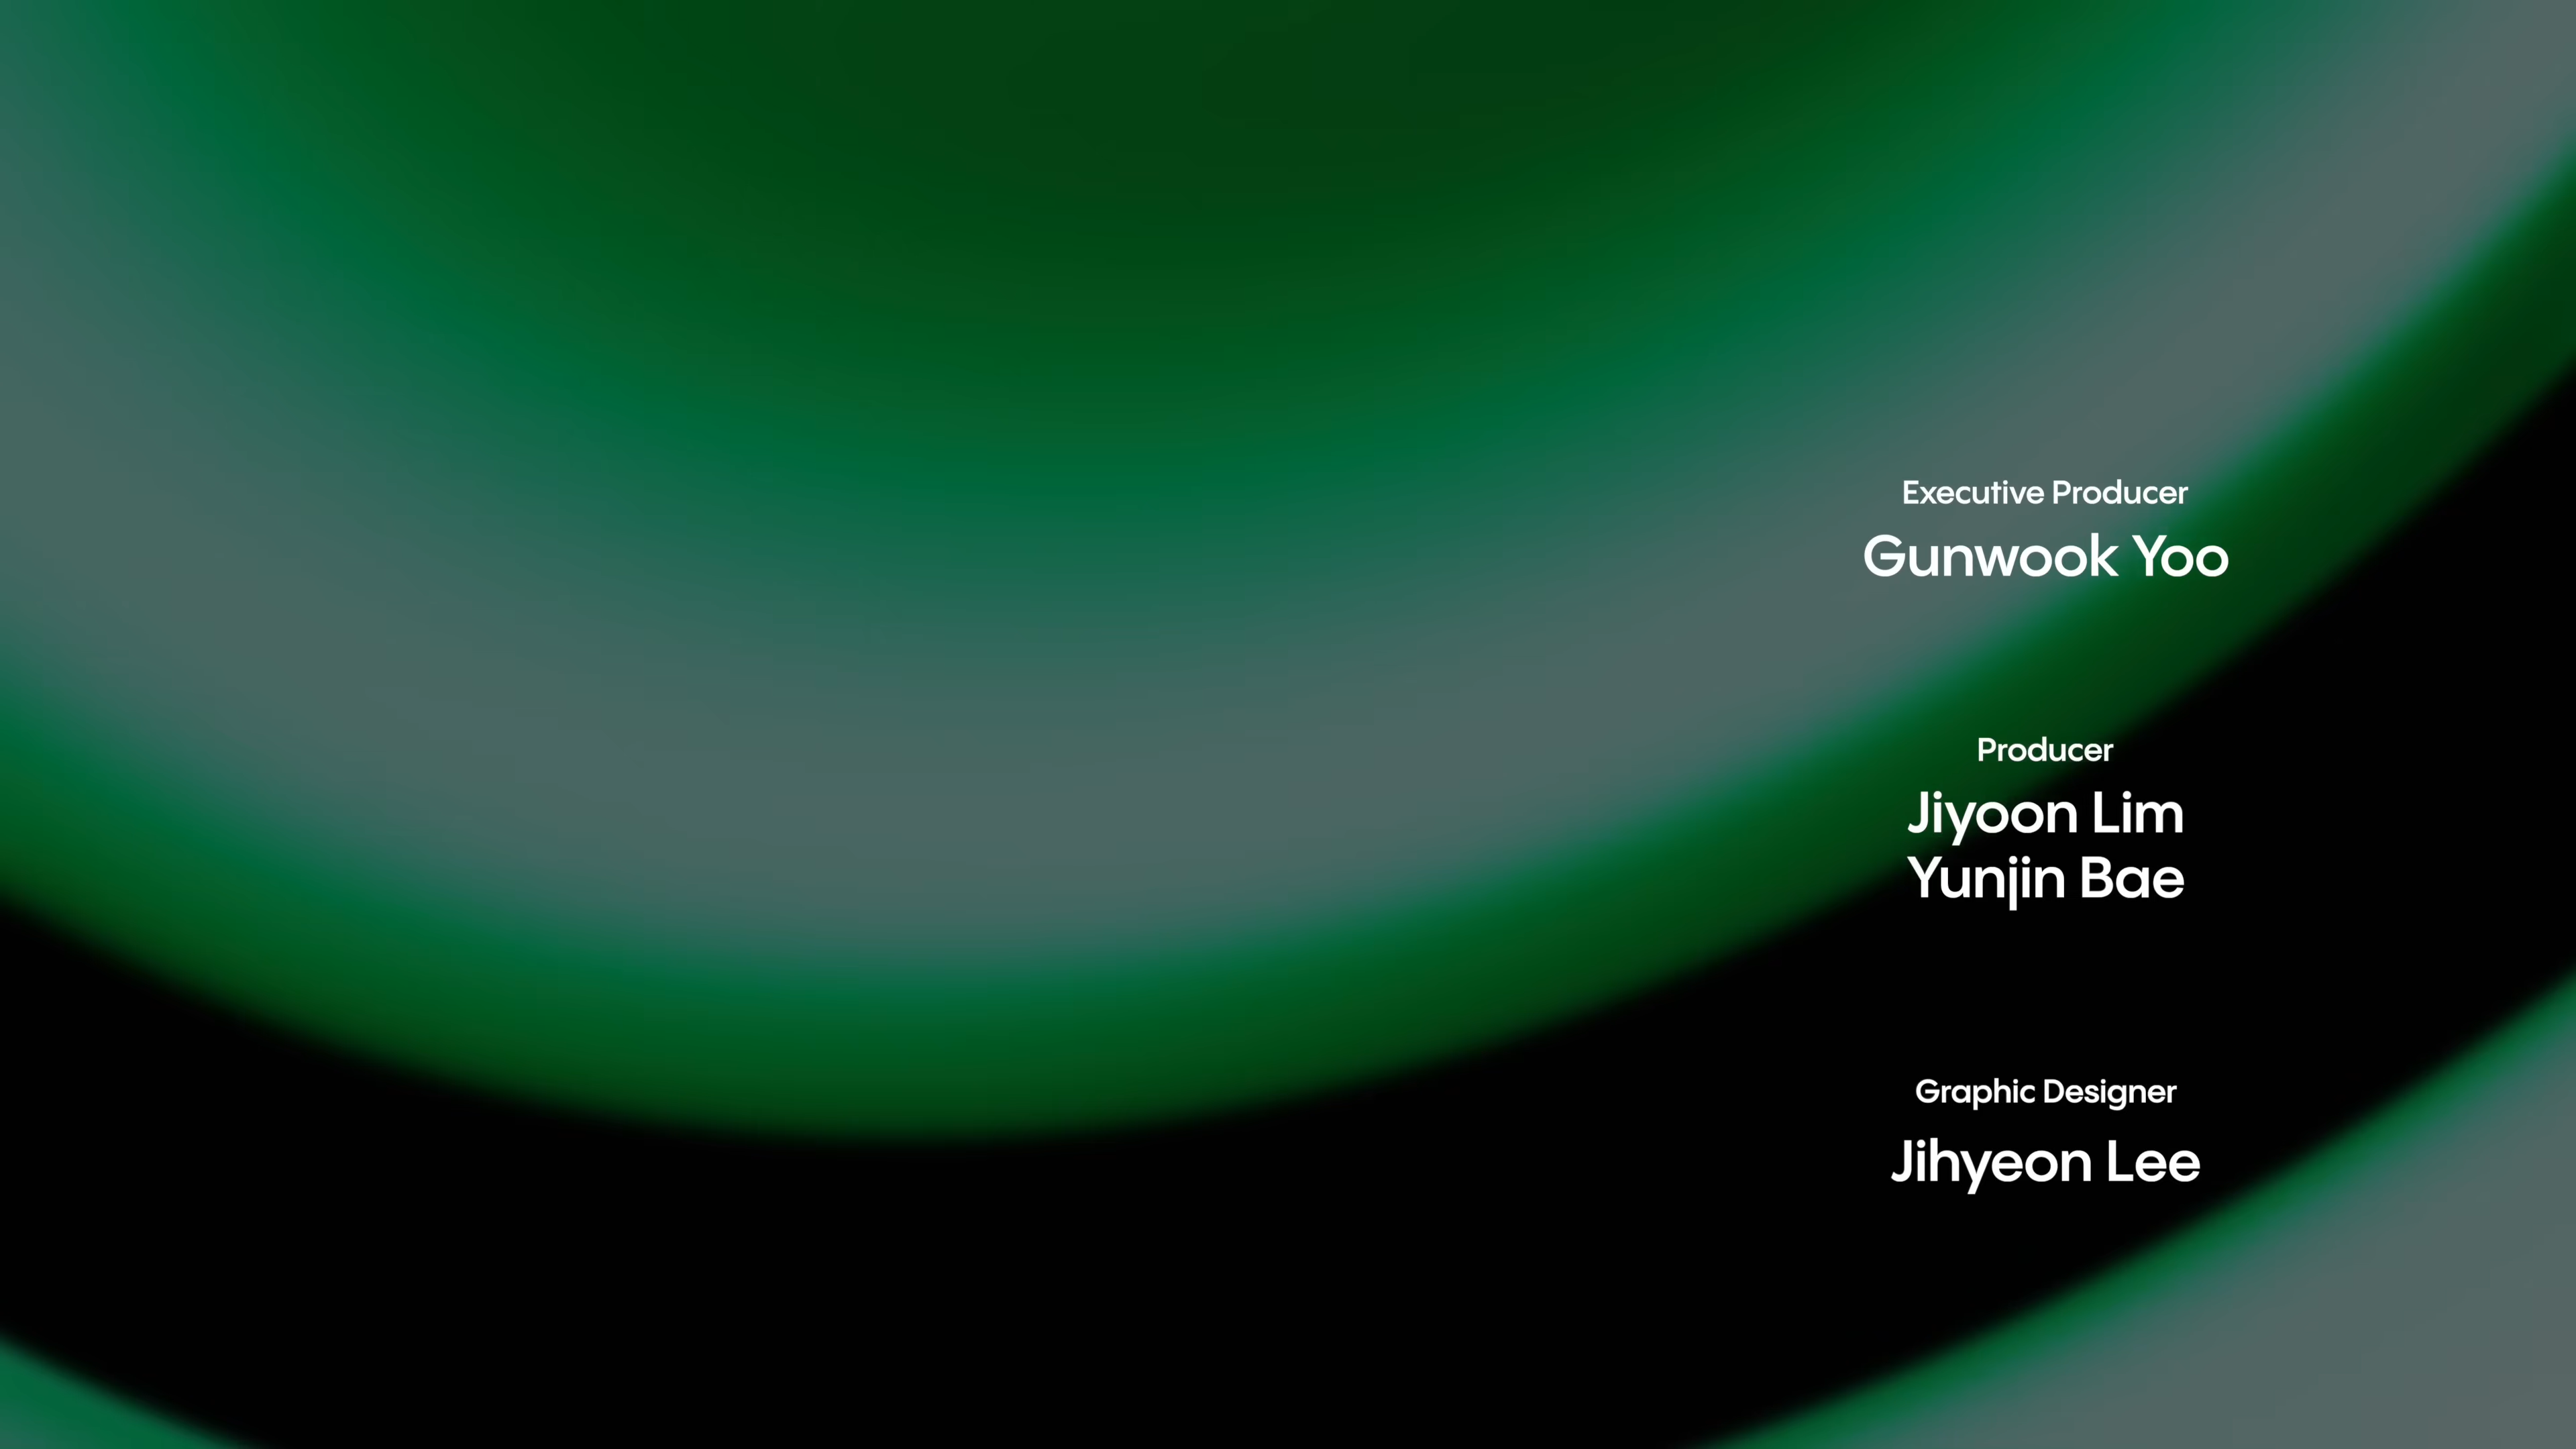 Executive Producer
Gunwook Yoo
Producer
Jiyoon Lim
Yunjin Bae
Graphic Designer
Jihyeon Lee